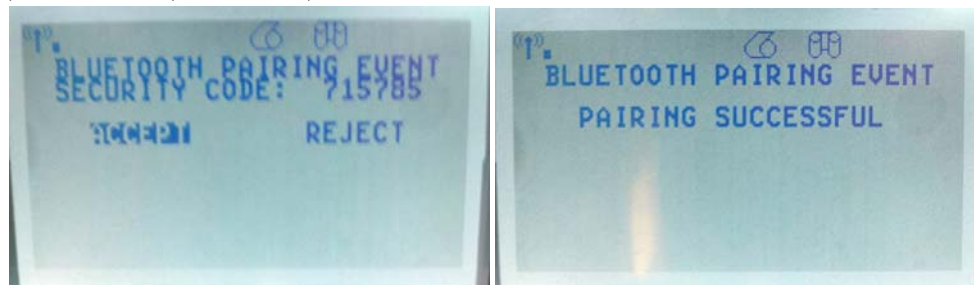 BLUETOOTH PAIRING EVENT
SECURITY CODE: 715785
ACCEPT REJECT
BLUETOOTH PAIRING EVENT
PAIRING SUCCESSFUL